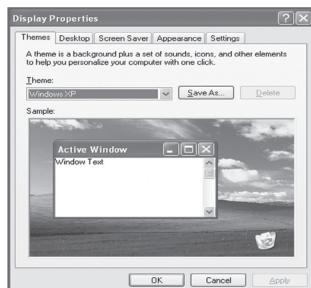 Display Properties
Themes Desktop Screen Saver Appearance Settings
A theme is a background plus a set of sounds, icons, and other elements
to help you personalize your computer with one click.
Theme:
Windows XP Save As... Delete
Sample:
Active Window
Window Text
OK Cancel Apply